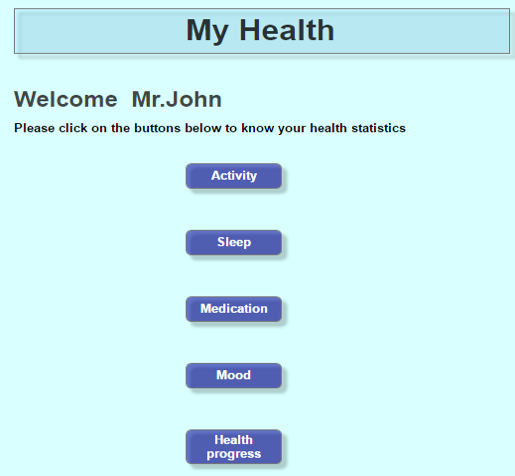 My Health
Welcome Mr.John
Please click on the buttons below to know your health statistics
Activity
Sleep
Medication
Mood
Health
progress